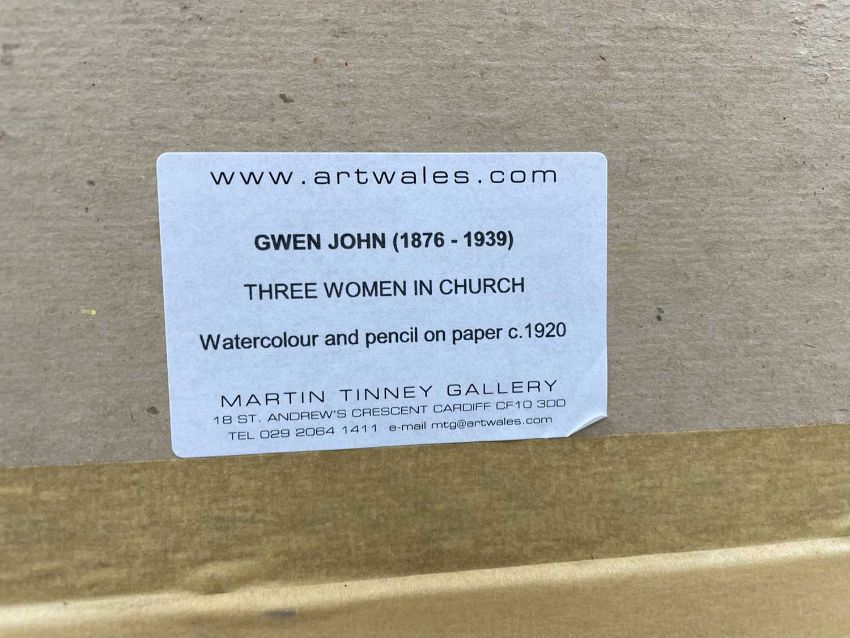 www.artwales.com
GWEN JOHN (1876 - 1939)
THREE WOMEN IN CHURCH
Watercolour and pencil on paper c.1920
MARTIN TINNEY GALLERY
18 ST. ANDREW'S CRESCENT CARDIFF CF10 3DD
TEL 029 2064 1411 e-mail mtg@artwales.com